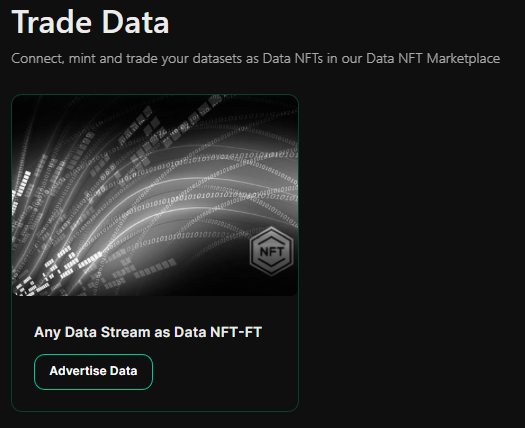 Trade Data
Connect, mint and trade your datasets as Data NFTs in our Data NFT Marketplace
NFT
Any Data Stream as Data NFT-FT
Advertise Data